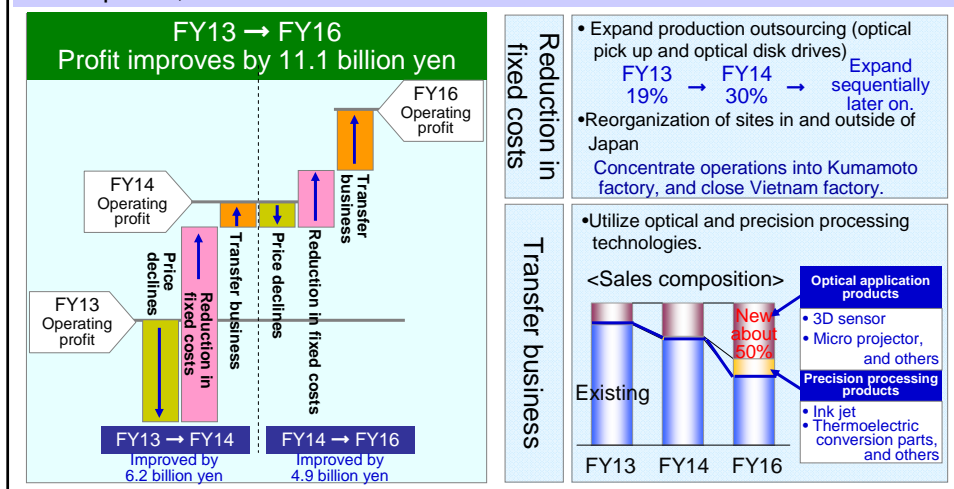 FY13 → FY16
Profit improves by 11.1 billion yen
FY16
Operating
profit
FY14
Operating
profit
FY13
Operating
profit
Price
declines
Reduction in
fixed costs
Transfer business
Price declines
Reduction in fixed costs
Transfer
business
FY13 → FY14
Improved by
6.2 billion yen
FY14 → FY16
Improved by
4.9 billion yen
Reduction in
fixed costs
• Expand production outsourcing (optical
pick up and optical disk drives)
FY13
19%
→
FY14
30%
→
Expand
sequentially
later on.
•Reorganization of sites in and outside of
Japan
Concentrate operations into Kumamoto
factory, and close Vietnam factory.
Transfer business
•Utilize optical and precision processing
technologies.
<Sales composition>
New
about
50%
Existing
FY13 FY14 FY16
Optical application
products
• 3D sensor
• Micro projector,
and others
Precision processing
products
• Ink jet
• Thermoelectric
conversion parts,
and others